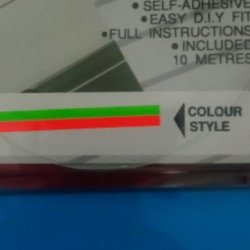 • SELF-ADHESIVE
• EASY D.I.Y FIT
• FULL INSTRUCTIONS
• INCLUDED
10 METRES
COLOUR
STYLE